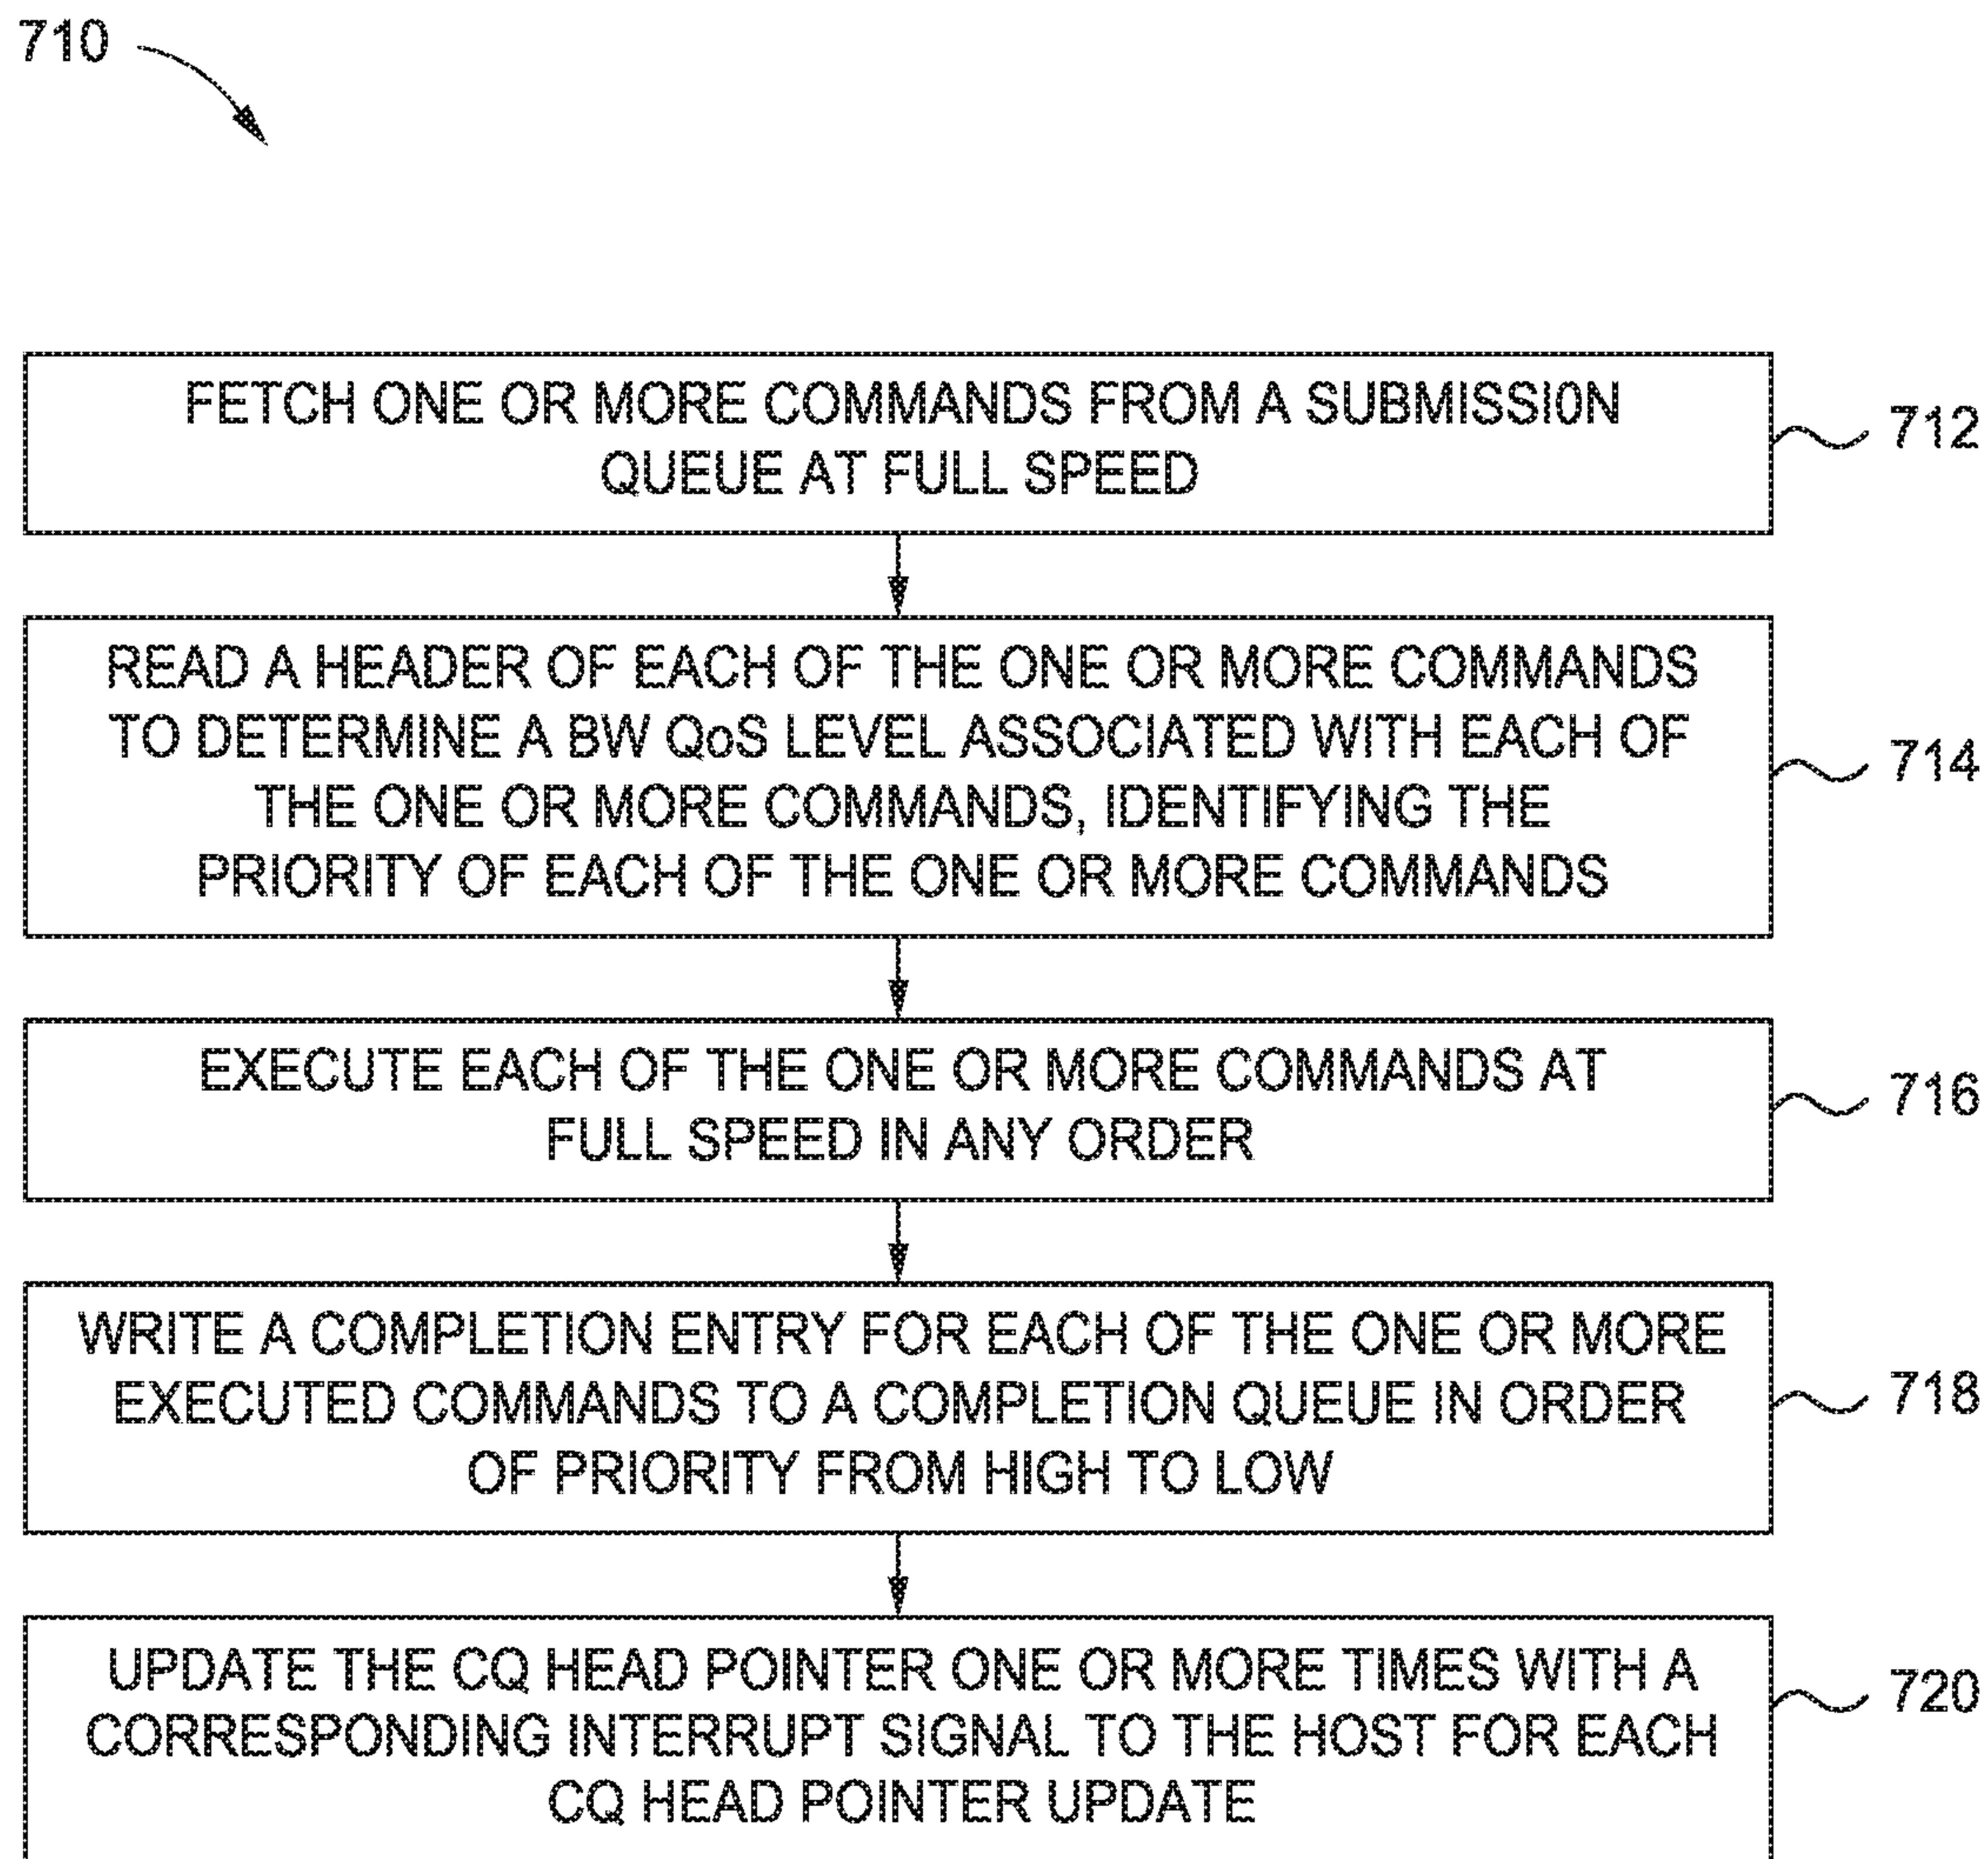 710
FETCH ONE OR MORE COMMANDS FROM A SUBMISSION
QUEUE AT FULL SPEED
712
READ A HEADER OF EACH OF THE ONE OR MORE COMMANDS
TO DETERMINE A BW QoS LEVEL ASSOCIATED WITH EACH OF
THE ONE OR MORE COMMANDS, IDENTIFYING THE
PRIORITY OF EACH OF THE ONE OR MORE COMMANDS
714
EXECUTE EACH OF THE ONE OR MORE COMMANDS AT
FULL SPEED IN ANY ORDER
716
WRITE A COMPLETION ENTRY FOR EACH OF THE ONE OR MORE
EXECUTED COMMANDS TO A COMPLETION QUEUE IN ORDER
OF PRIORITY FROM HIGH TO LOW
718
UPDATE THE CQ HEAD POINTER ONE OR MORE TIMES WITH A
CORRESPONDING INTERRUPT SIGNAL TO THE HOST FOR EACH
CQ HEAD POINTER UPDATE
720